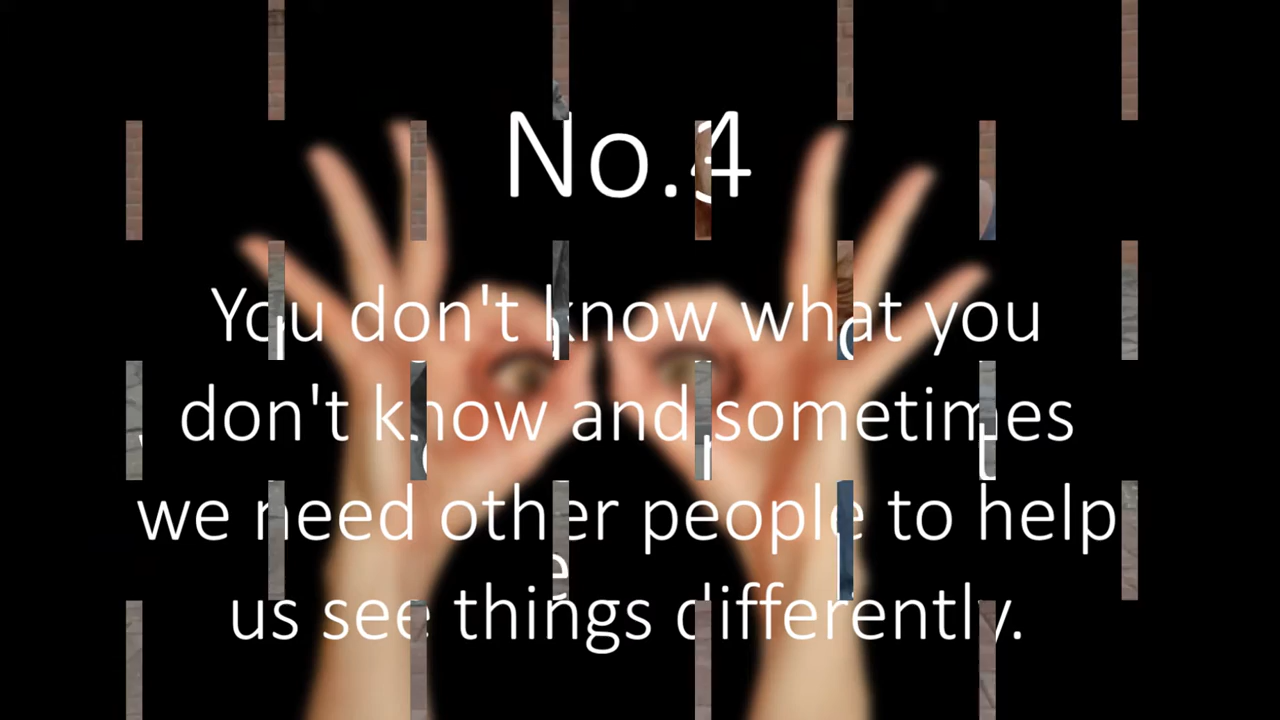 No.4
You don't know what you
don't know and sometimes
we need other people to help
us see things differently.